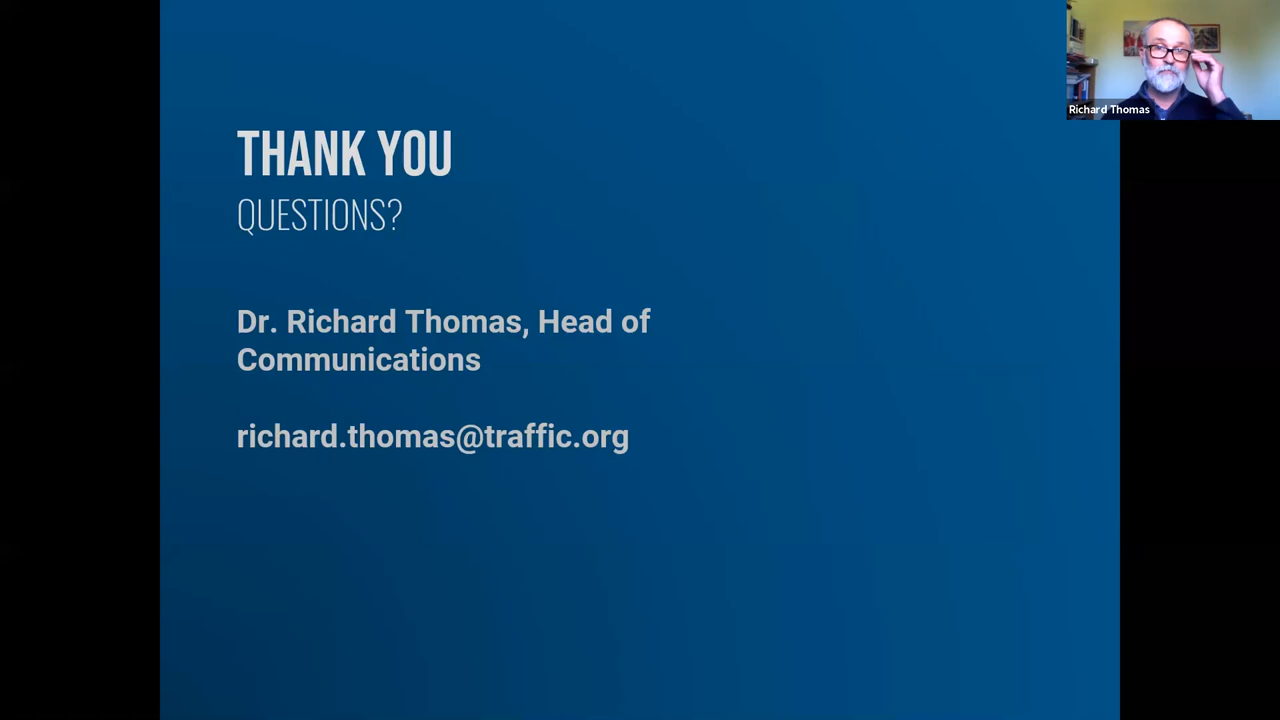 THANK YOU
QUESTIONS?
Dr. Richard Thomas, Head of
Communications
richard.thomas@traffic.org
Richard Thomas